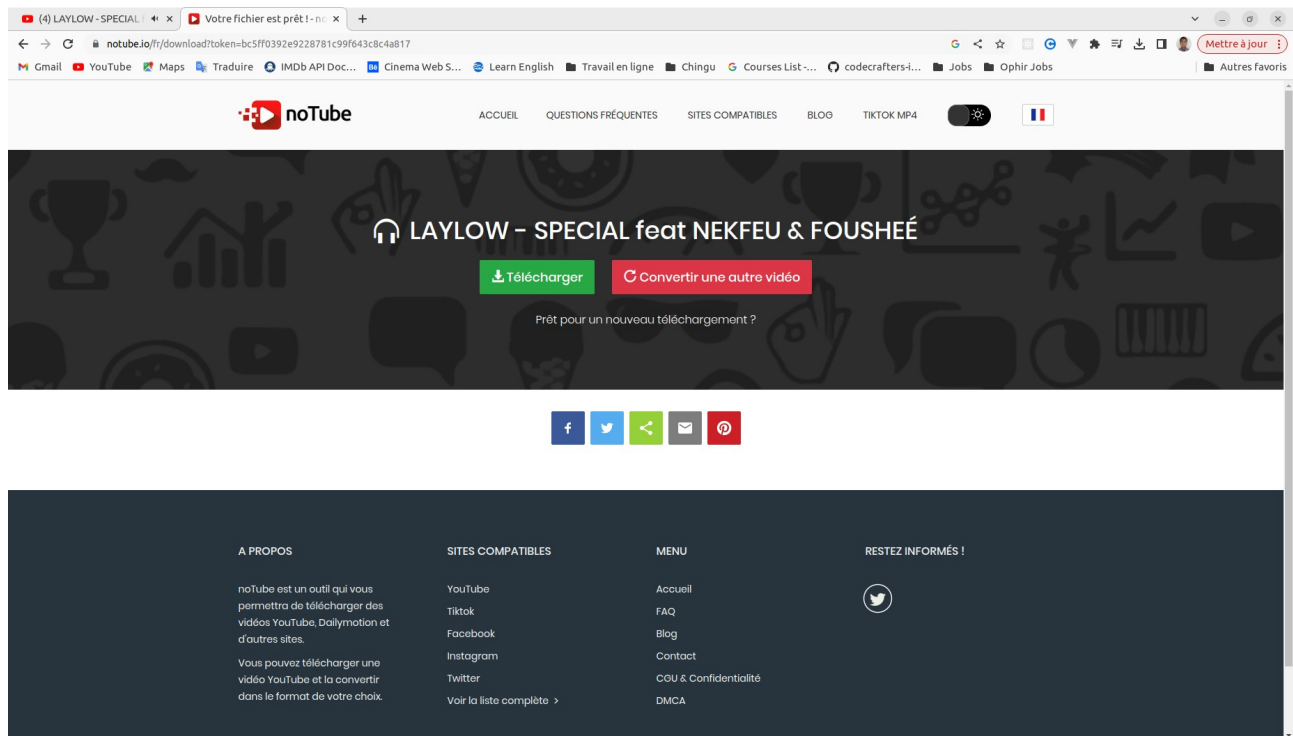 (4) LAYLOW - SPECIAL
Votre fichier est prêt ! - no
notube.io/fr/download?token=bc5ff0392e9228781c99f643c8c4a817
Mettre à jour
Gmail YouTube Maps Traduire IMDb API Doc... Cinema Web S... Learn English Travail en ligne Chingu Courses List -... codecrafters-i... Jobs Ophir Jobs Autres favoris
noTube
ACCUEIL QUESTIONS FRÉQUENTES SITES COMPATIBLES BLOG TIKTOK MP4
LAYLOW - SPECIAL feat NEKFEU & FOUSHEÉ
Télécharger Convertir une autre vidéo
Prêt pour un nouveau téléchargement ?
A PROPOS
noTube est un outil qui vous
permettra de télécharger des
vidéos YouTube, Dailymotion et
d'autres sites.
Vous pouvez télécharger une
vidéo YouTube et la convertir
dans le format de votre choix.
SITES COMPATIBLES
YouTube
Tiktok
Facebook
Instagram
Twitter
Voir la liste complète >
MENU
Accueil
FAQ
Blog
Contact
CGU & Confidentialité
DMCA
RESTEZ INFORMÉS !